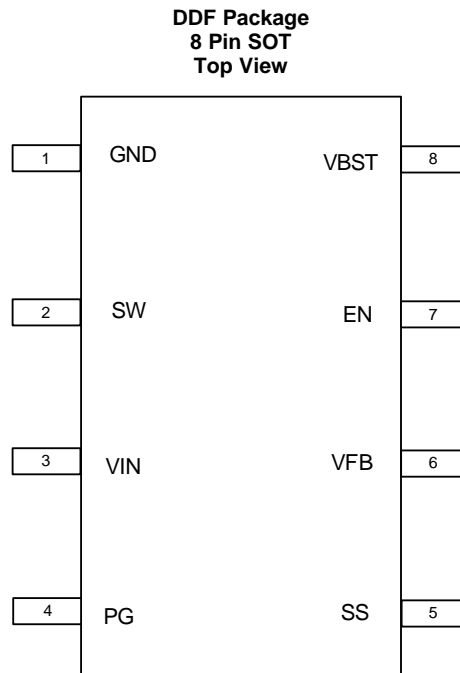 DDF Package
8 Pin SOT
Top View
1 GND VBST 8
2 SW EN 7
3 VIN VFB 6
4 PG SS 5